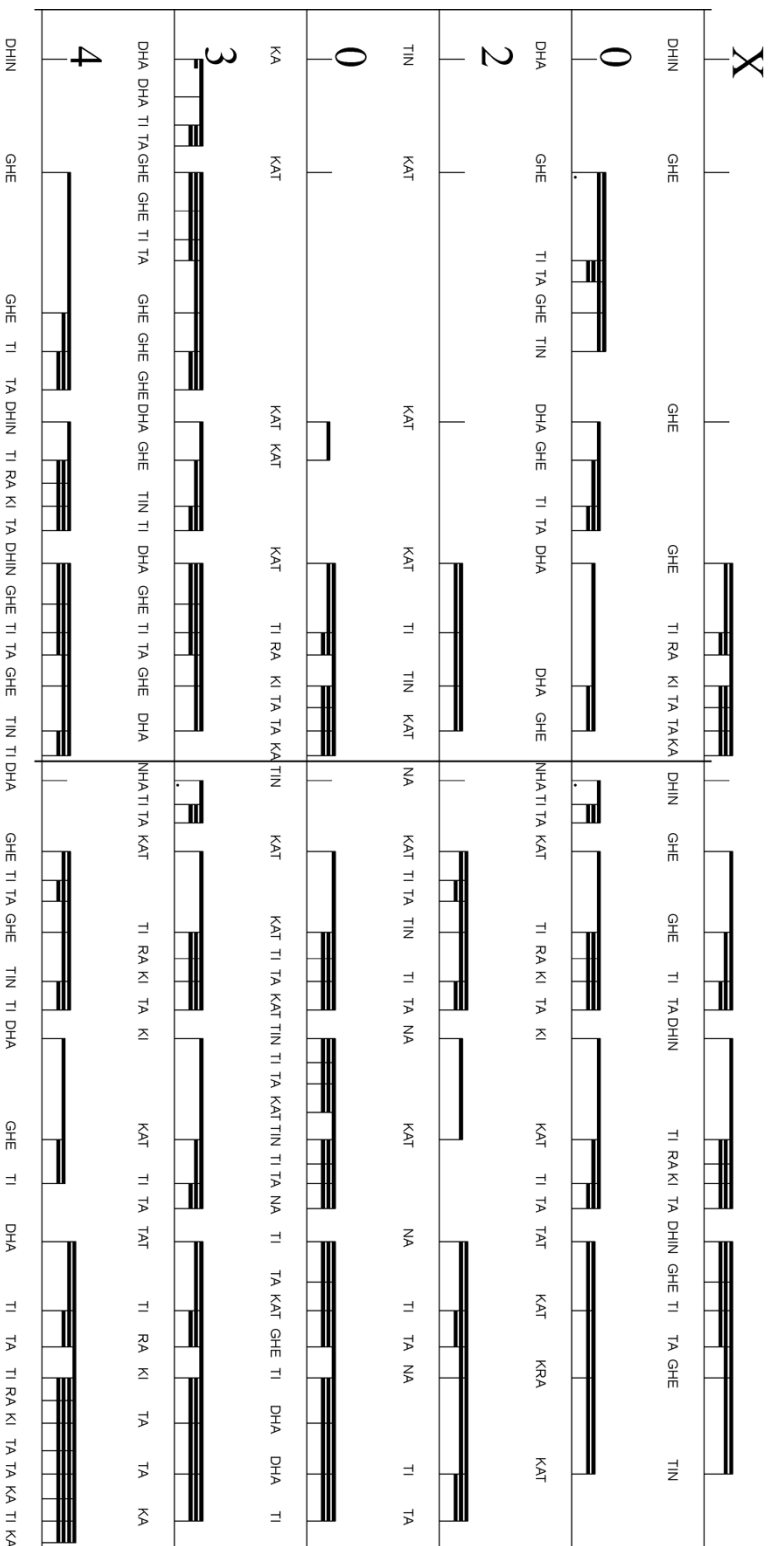 X
DHIN GHE GHE GHE TI RA KI TA TA KA DHIN GHE GHE TI TA DHIN TI RA KI TA DHIN GHE TI TA GHE TIN
0
DHA GHE TI TA GHE TIN DHA GHE TI TA DHA DHA GHE NHA TI TA KAT TI RA KI TA KI KAT TI TA TAT KAT KRA KAT
2
TIN KAT KAT KAT TI TIN KAT NA KAT TI TA TIN TI TA NA KAT NA TI TA NA TI TA
0
KA KAT KAT KAT KAT TI RA KI TA TA KA TIN KAT KAT TI TA KAT TIN TI TA KAT TIN TI TA NA TI TA KAT GHE TI DHA DHA TI
3
DHA DHA TI TA GHE GHE TI TA GHE GHE GHE DHA GHE TIN TI DHA GHE TI TA GHE DHA NHA TI TA KAT TI RA KI TA KI KAT TI TA TAT TI RA KI TA TA KA
4
DHIN GHE GHE TI TA DHIN TI RA KI TA DHIN GHE TI TA GHE TIN TI DHA GHE TI TA GHE TIN TI DHA GHE TI DHA TI TA TI RA KI TA TA KA TI KA